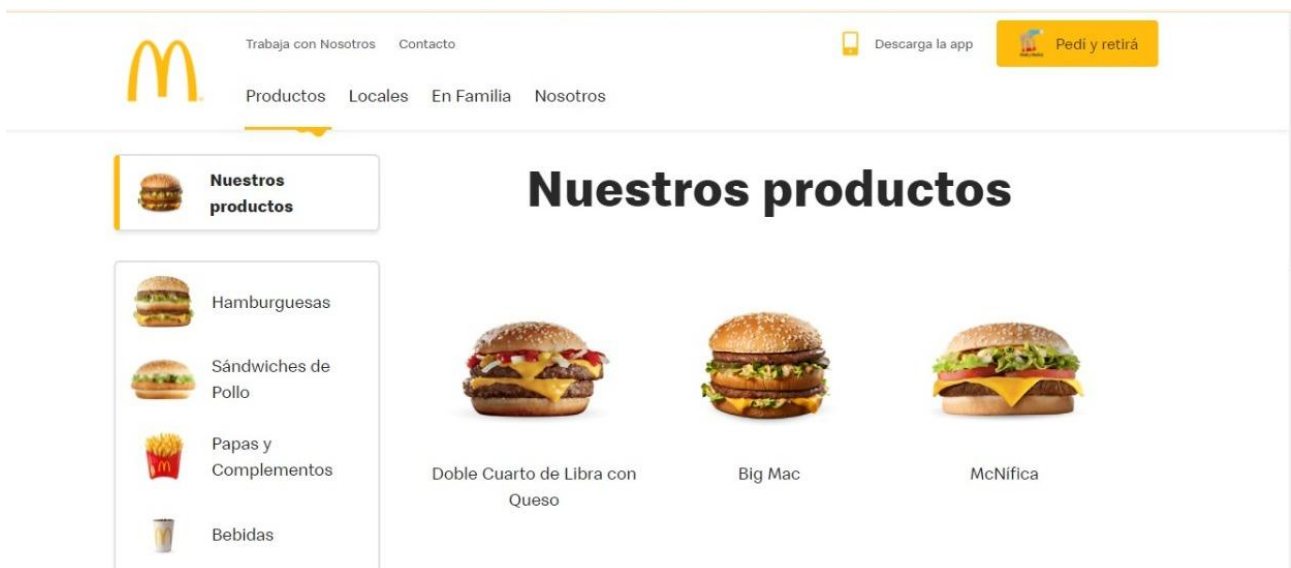 Trabaja con Nosotros Contacto
Descarga la app
Pedí y retirá
Productos Locales En Familia Nosotros
Nuestros
productos
Nuestros productos
Hamburguesas
Sándwiches de
Pollo
Papas y
Complementos
Bebidas
Doble Cuarto de Libra con
Queso
Big Mac
McNífica